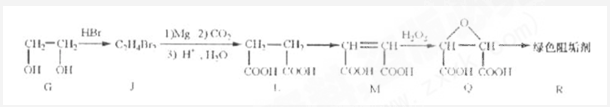 HBr 1)Mg 2)CO₂ H₂O₂ O
CH₂—CH₂ → C₂H₄Br₂ → CH₂—CH₂ → CH=CH → CH—CH → 绿色阻垢剂
3) H⁺, H₂O
OH OH COOH COOH COOH COOH COOH COOH
G J L M Q R